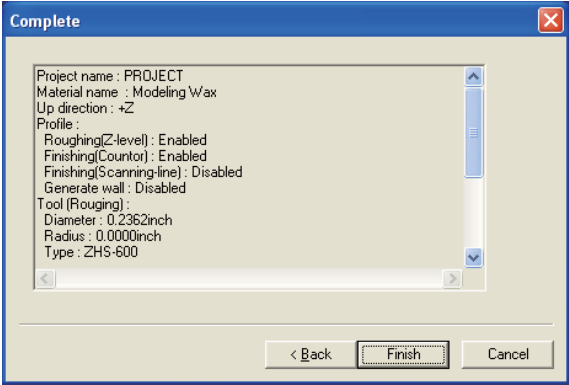 Complete
Project name : PROJECT
Material name : Modeling Wax
Up direction : +Z
Profile :
Roughing(Z-level) : Enabled
Finishing(Countor) : Enabled
Finishing(Scanning-line) : Disabled
Generate wall : Disabled
Tool (Rouging) :
Diameter : 0.2362inch
Radius : 0.0000inch
Type : ZHS-600
< Back Finish Cancel